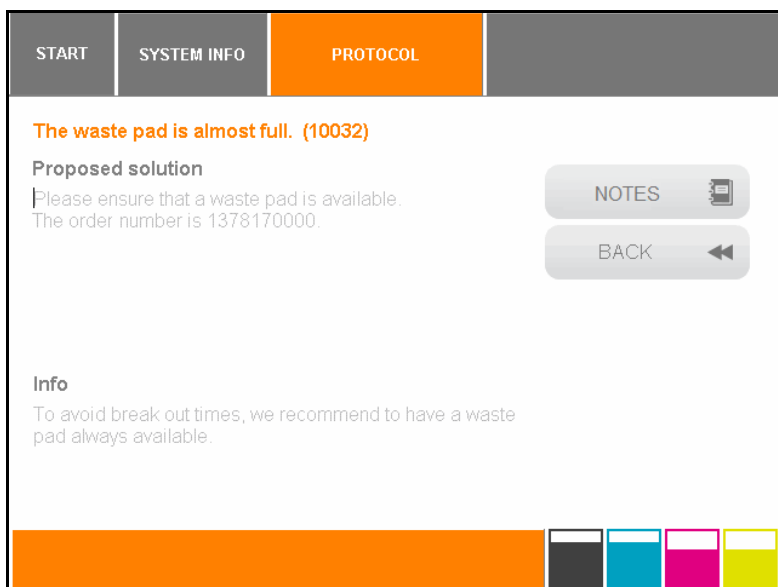 START SYSTEM INFO PROTOCOL
The waste pad is almost full. (10032)
Proposed solution
Please ensure that a waste pad is available.
The order number is 1378170000.
NOTES
BACK
Info
To avoid break out times, we recommend to have a waste
pad always available.